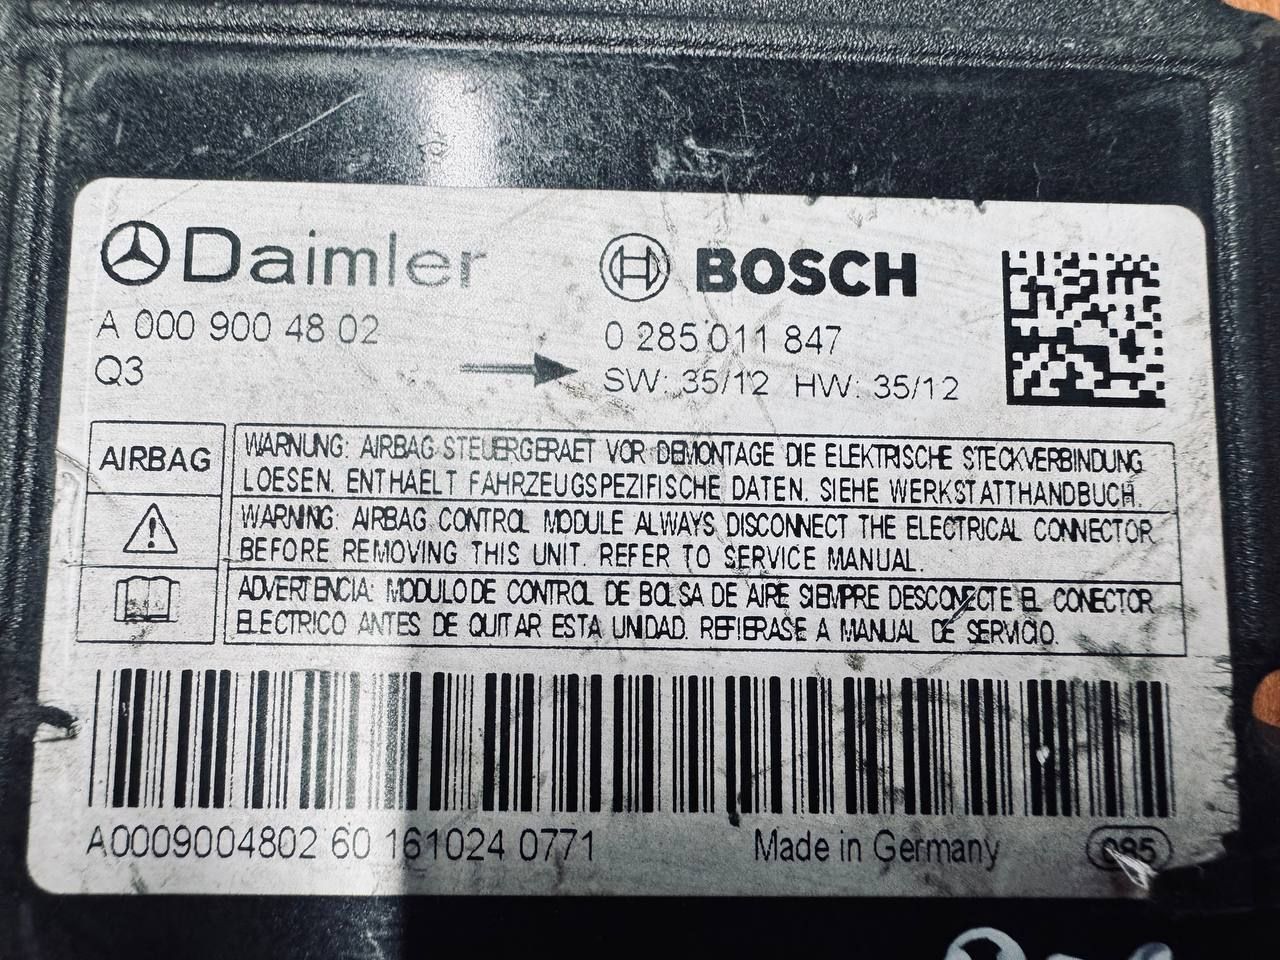 Daimler
BOSCH
A 000 900 48 02
0 285 011 847
Q3
SW: 35/12 HW: 35/12
AIRBAG
WARNUNG: AIRBAG STEUERGERAET VOR DEMONTAGE DIE ELEKTRISCHE STECKVERBINDUNG
LOESEN. ENTHAELT FAHRZEUGSPEZIFISCHE DATEN. SIEHE WERKSTATTHANDBUCH.
WARNING: AIRBAG CONTROL MODULE ALWAYS DISCONNECT THE ELECTRICAL CONNECTOR
BEFORE REMOVING THIS UNIT. REFER TO SERVICE MANUAL.
ADVERTENCIA: MODULO DE CONTROL DE BOLSA DE AIRE SIEMPRE DESCONECTE EL CONECTOR
ELECTRICO ANTES DE QUITAR ESTA UNIDAD. REFIERASE A MANUAL DE SERVICIO.
A0009004802 60 161024 0771
Made in Germany
085